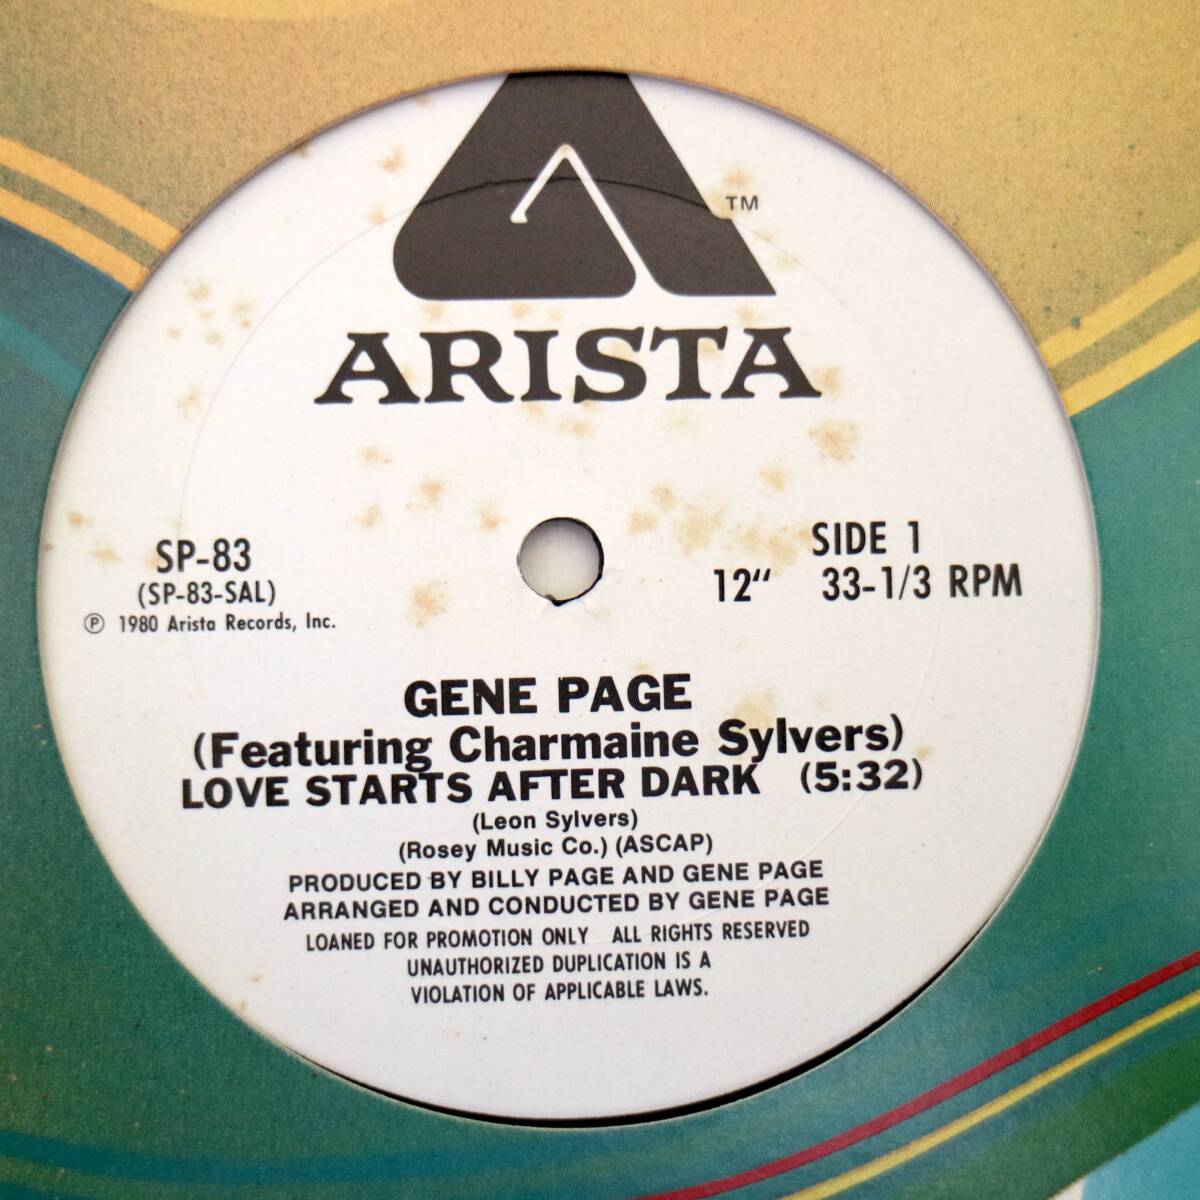 TM
ARISTA
SP-83
(SP-83-SAL)
℗ 1980 Arista Records, Inc.
SIDE 1
12" 33-1/3 RPM
GENE PAGE
(Featuring Charmaine Sylvers)
LOVE STARTS AFTER DARK (5:32)
(Leon Sylvers)
(Rosey Music Co.) (ASCAP)
PRODUCED BY BILLY PAGE AND GENE PAGE
ARRANGED AND CONDUCTED BY GENE PAGE
LOANED FOR PROMOTION ONLY ALL RIGHTS RESERVED
UNAUTHORIZED DUPLICATION IS A
VIOLATION OF APPLICABLE LAWS.